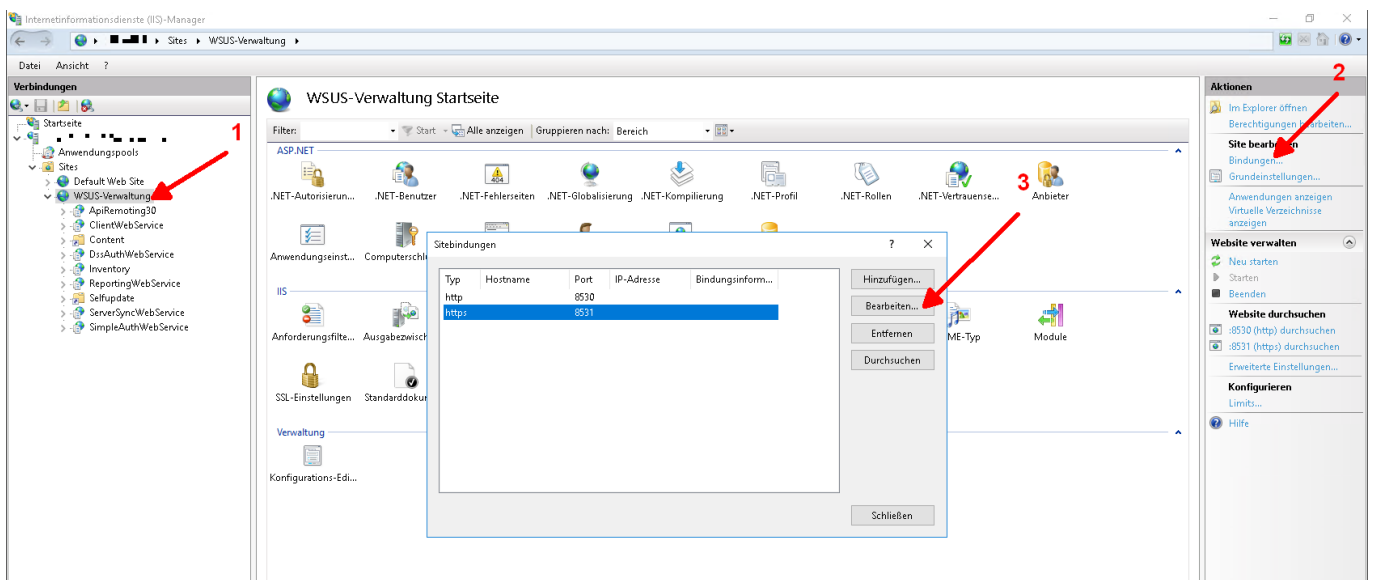 Internetinformationsdienste (IIS)-Manager
Sites
WSUS-Verwaltung
Datei Ansicht ?
Verbindungen
Startseite
Anwendungspools
Sites
Default Web Site
WSUS-Verwaltung
ApiRemoting30
ClientWebService
Content
DssAuthWebService
Inventory
ReportingWebService
Selfupdate
ServerSyncWebService
SimpleAuthWebService
1
WSUS-Verwaltung Startseite
Filter: Start Alle anzeigen Gruppieren nach: Bereich
ASP.NET
.NET-Autorisierun... .NET-Benutzer .NET-Fehlerseiten .NET-Globalisierung .NET-Kompilierung .NET-Profil .NET-Rollen .NET-Vertrauense... Anbieter
404
Anwendungseinst... Computerschlü
IIS
Anforderungsfilte... Ausgabezwisch ME-Typ Module
SSL-Einstellungen Standarddokur
Verwaltung
Konfigurations-Edi...
3
Sitebindungen ?
Typ Hostname Port IP-Adresse Bindungsinform...
http 8530
https 8531
Hinzufügen...
Bearbeiten...
Entfernen
Durchsuchen
Schließen
2
Aktionen
Im Explorer öffnen
Berechtigungen bearbeiten...
Site bearbeiten
Bindungen...
Grundeinstellungen...
Anwendungen anzeigen
Virtuelle Verzeichnisse
anzeigen
Website verwalten
Neu starten
Starten
Beenden
Website durchsuchen
:8530 (http) durchsuchen
:8531 (https) durchsuchen
Erweiterte Einstellungen...
Konfigurieren
Limits...
Hilfe